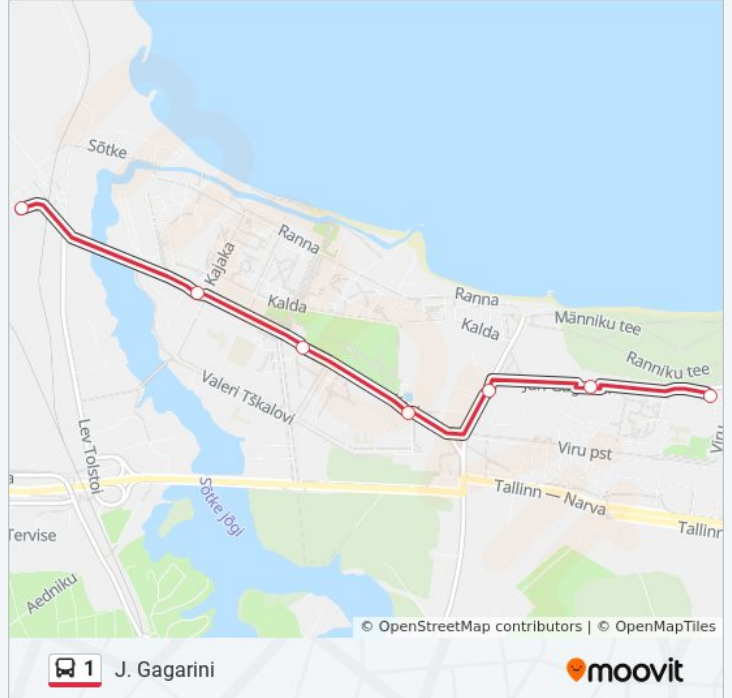 Sõtke
Kajaka
Ranna
Kalda
Ranna
Kalda
Männiku tee
Ranniku tee
Valeri Tškalovi
Viru pst
Viru
Lev Tolstoi
Sõtke jõgi
Tallinn — Narva
Tallinn
Tervise
Aedniku
© OpenStreetMap contributors | © OpenMapTiles
1 J. Gagarini
moovit